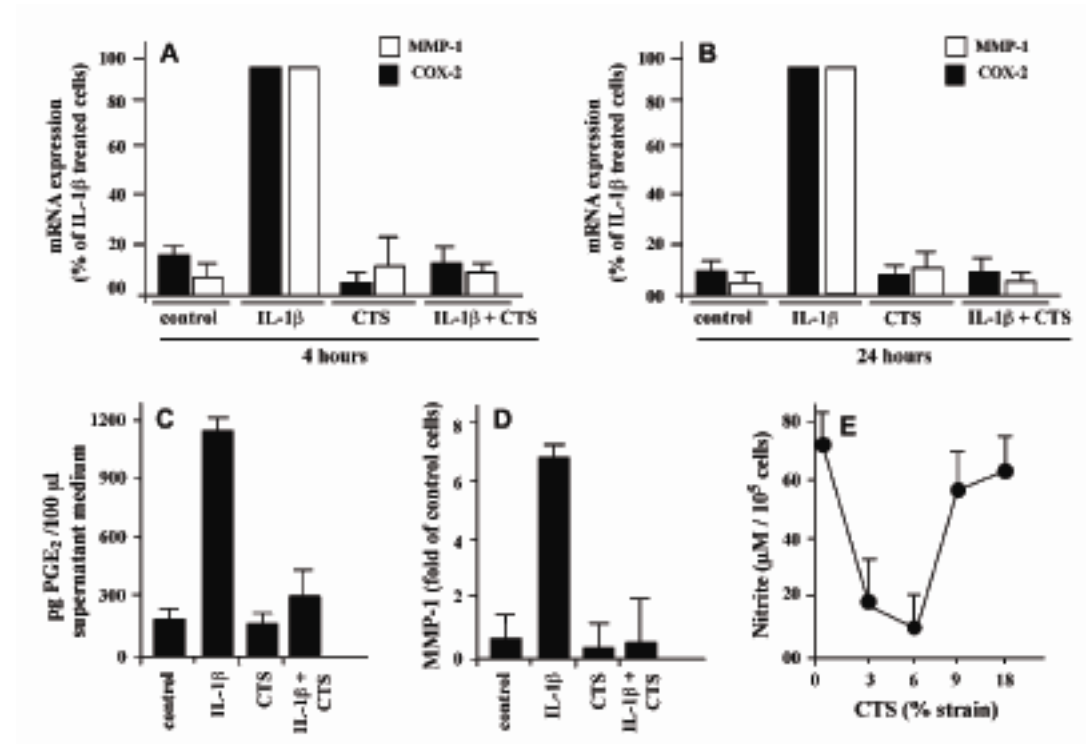 A
MMP-1
COX-2
mRNA expression
(% of IL-1β treated cells)
100
80
60
40
20
00
control
IL-1β
CTS
IL-1β + CTS
4 hours
B
MMP-1
COX-2
mRNA expression
(% of IL-1β treated cells)
100
80
60
40
20
00
control
IL-1β
CTS
IL-1β + CTS
24 hours
C
pg PGE₂ /100 µl
supernatant medium
1200
900
600
300
0
control
IL-1β
CTS
IL-1β +
CTS
D
MMP-1 (fold of control cells)
8
6
4
2
0
control
IL-1β
CTS
IL-1β +
CTS
E
Nitrite (µM / 10⁵ cells)
80
60
40
20
00
0
3
6
9
18
CTS (% strain)